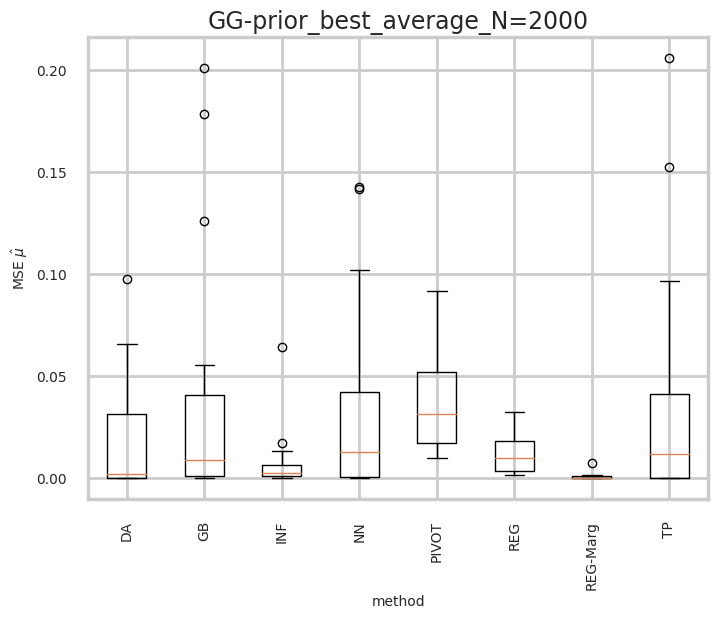 GG-prior_best_average_N=2000
0.20
0.15
0.10
0.05
0.00
MSE μ̂
DA
GB
INF
NN
PIVOT
REG
REG-Marg
TP
method